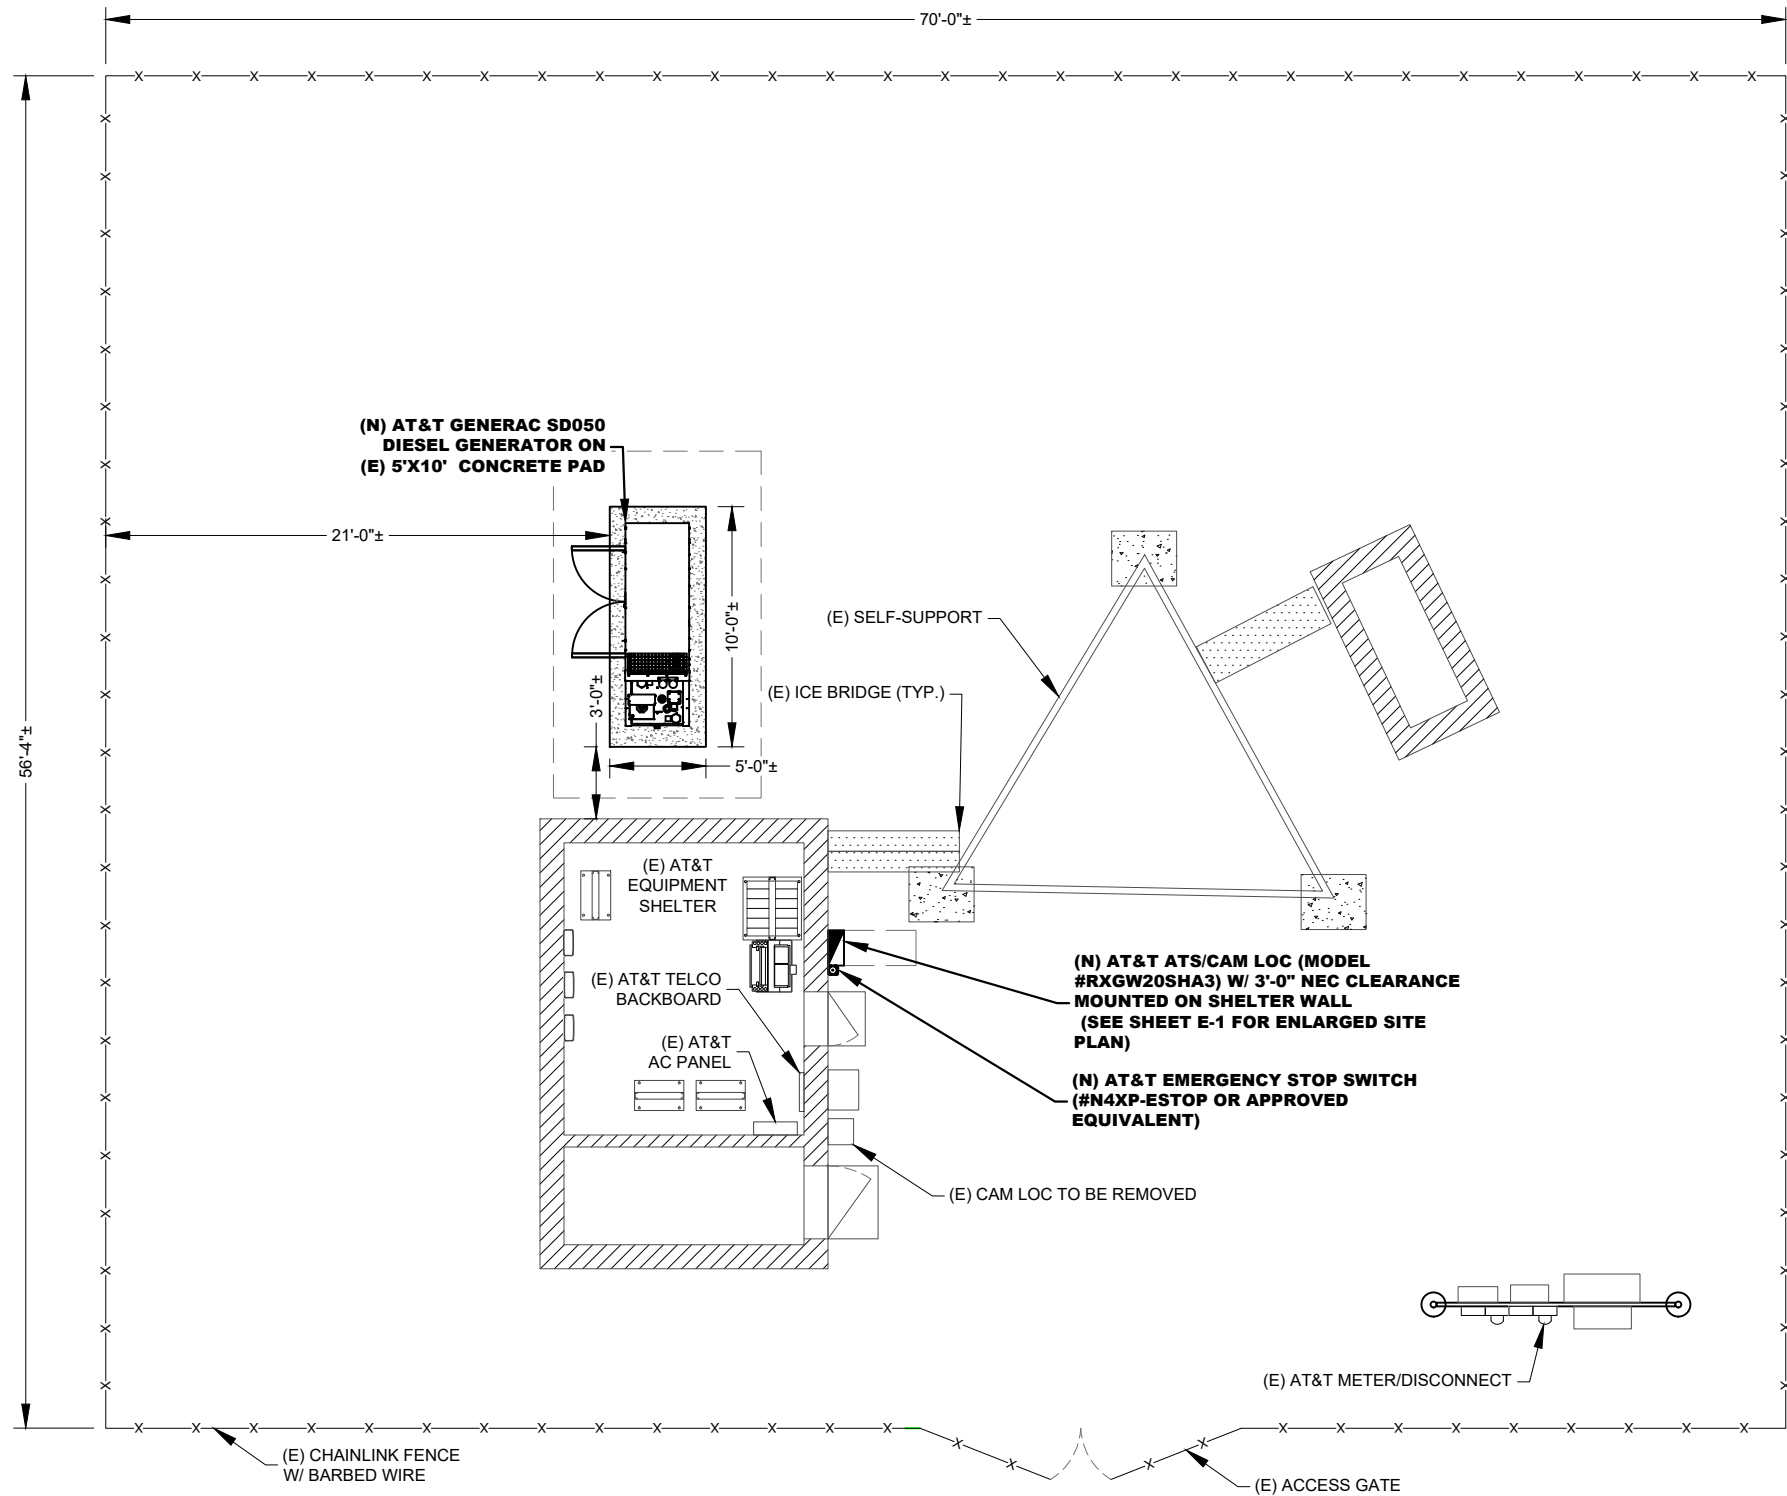 70'-0"±
56'-4"±
(N) AT&T GENERAC SD050
DIESEL GENERATOR ON
(E) 5'X10' CONCRETE PAD
21'-0"±
10'-0"±
3'-0"±
5'-0"±
(E) SELF-SUPPORT
(E) ICE BRIDGE (TYP.)
(E) AT&T
EQUIPMENT
SHELTER
(E) AT&T TELCO
BACKBOARD
(E) AT&T
AC PANEL
(N) AT&T ATS/CAM LOC (MODEL
#RXGW20SHA3) W/ 3'-0" NEC CLEARANCE
MOUNTED ON SHELTER WALL
(SEE SHEET E-1 FOR ENLARGED SITE
PLAN)
(N) AT&T EMERGENCY STOP SWITCH
(#N4XP-ESTOP OR APPROVED
EQUIVALENT)
(E) CAM LOC TO BE REMOVED
(E) AT&T METER/DISCONNECT
(E) CHAINLINK FENCE
W/ BARBED WIRE
(E) ACCESS GATE